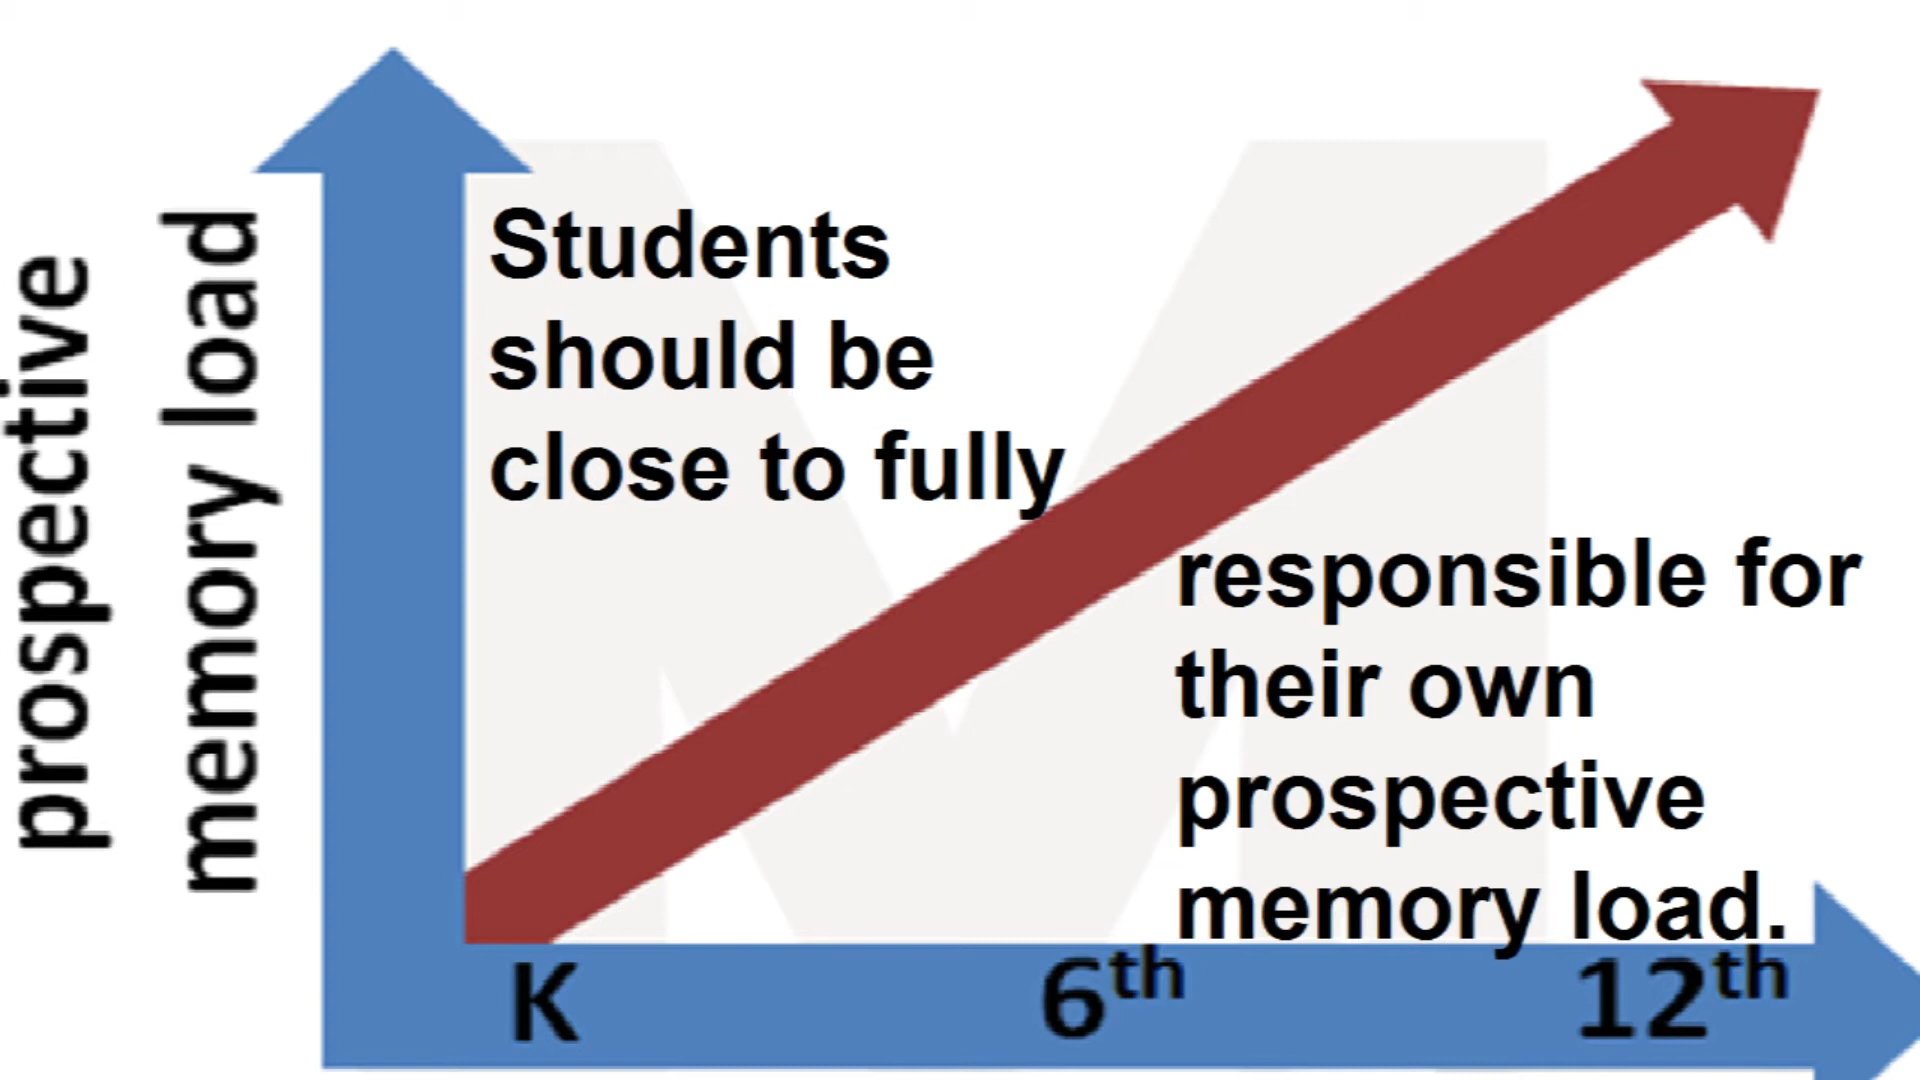 prospective
memory load
Students
should be
close to fully
responsible for
their own
prospective
memory load.
K 6th 12th